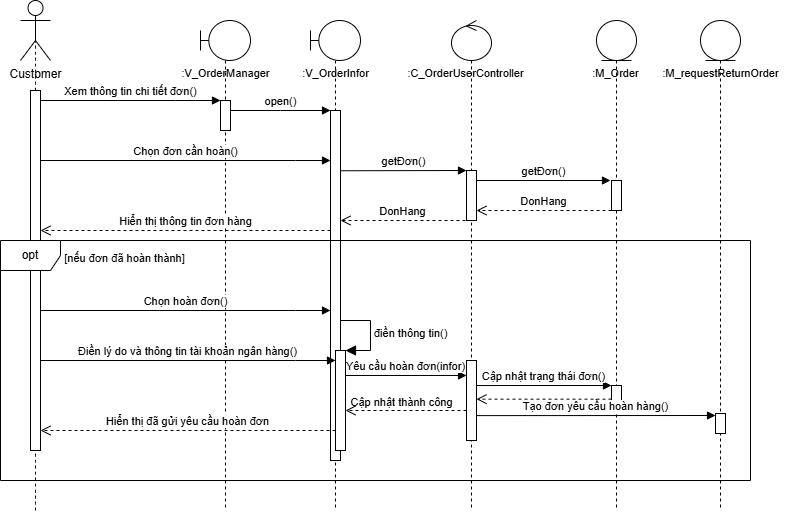 Customer
:V_OrderManager
:V_OrderInfor
:C_OrderUserController
:M_Order
:M_requestReturnOrder
Xem thông tin chi tiết đơn()
open()
Chọn đơn cần hoàn()
getĐơn()
getĐơn()
DonHang
DonHang
Hiển thị thông tin đơn hàng
opt
[nếu đơn đã hoàn thành]
Chọn hoàn đơn()
điền thông tin()
Điền lý do và thông tin tài khoản ngân hàng()
Yêu cầu hoàn đơn(infor)
Cập nhật trạng thái đơn()
Cập nhật thành công
Tạo đơn yêu cầu hoàn hàng()
Hiển thị đã gửi yêu cầu hoàn đơn